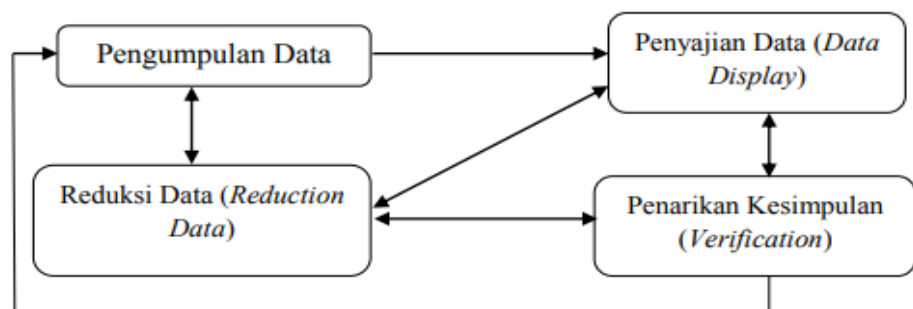 Pengumpulan Data
Penyajian Data (Data
Display)
Reduksi Data (Reduction
Data)
Penarikan Kesimpulan
(Verification)